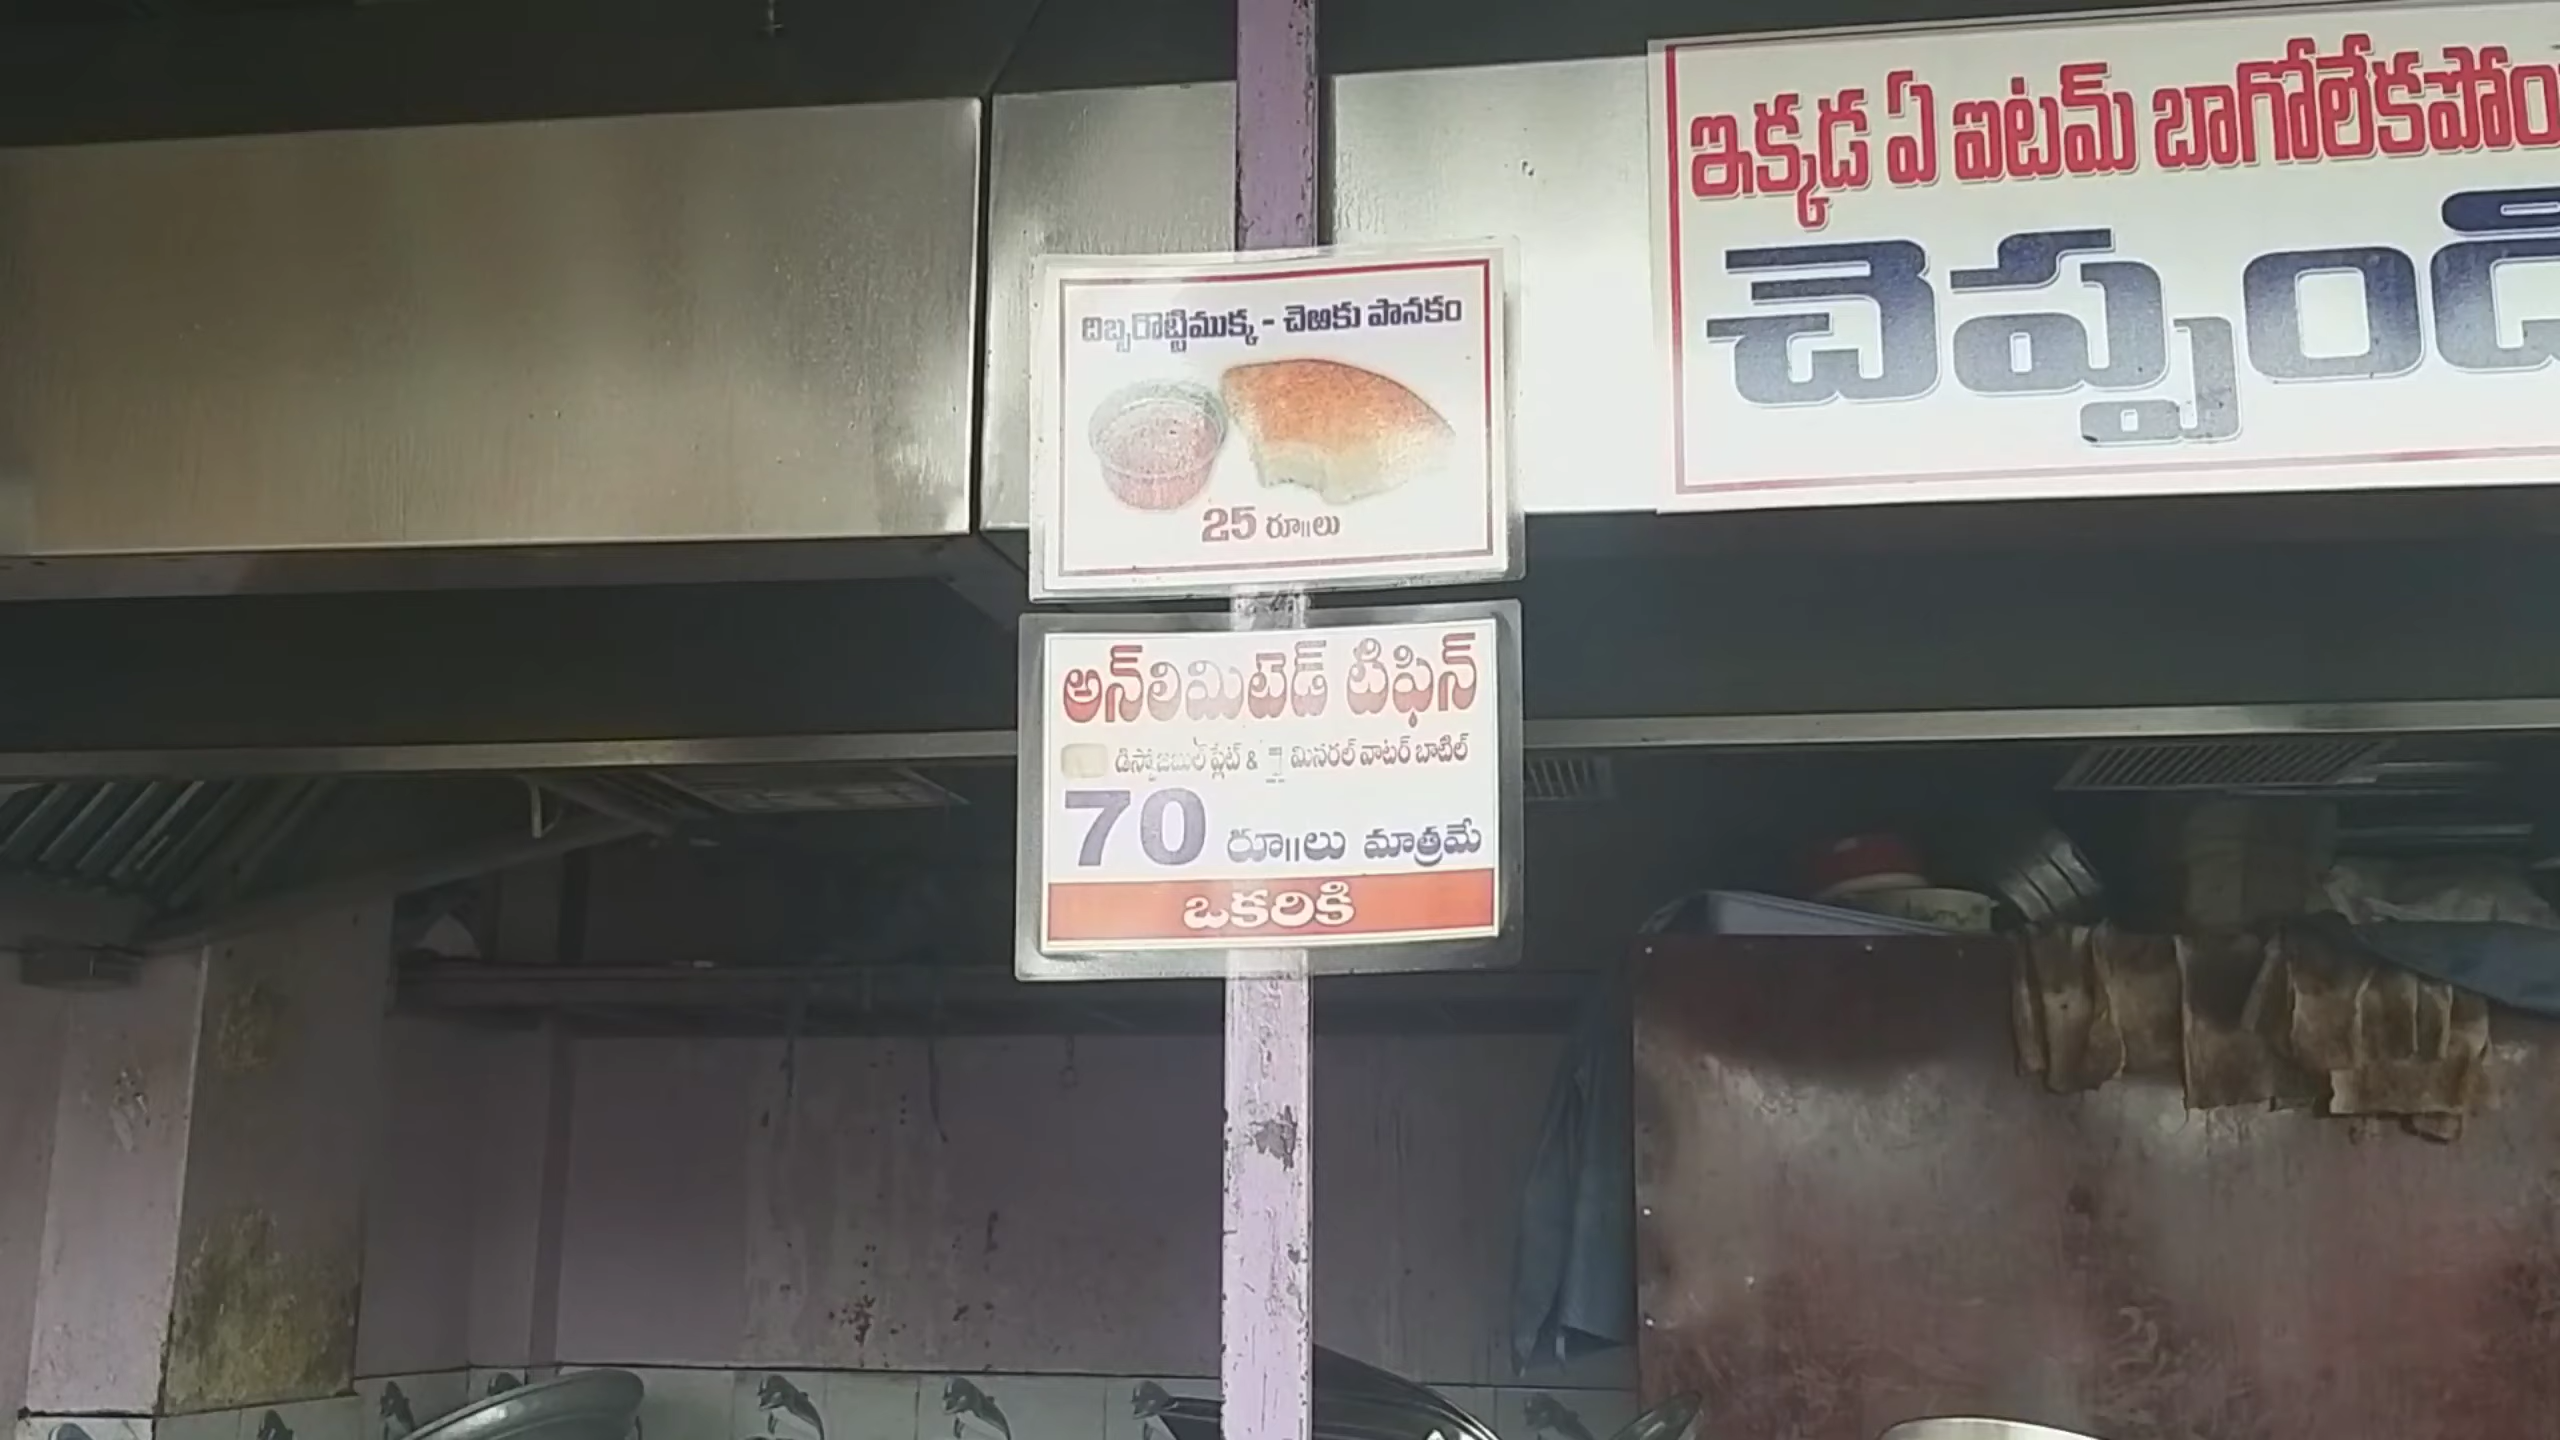 ఇక్కడ ఏ ఐటమ్ బాగోలేకపోయి
చెప్పండి
దిబ్బరొట్టిముక్క - చెఱకు పానకం
25 రూ॥లు
అన్‌లిమిటెడ్ టిఫిన్
డిస్పోజబుల్ ప్లేట్ & మినరల్ వాటర్ బాటిల్
70 రూ॥లు మాత్రమే
ఒకరికి